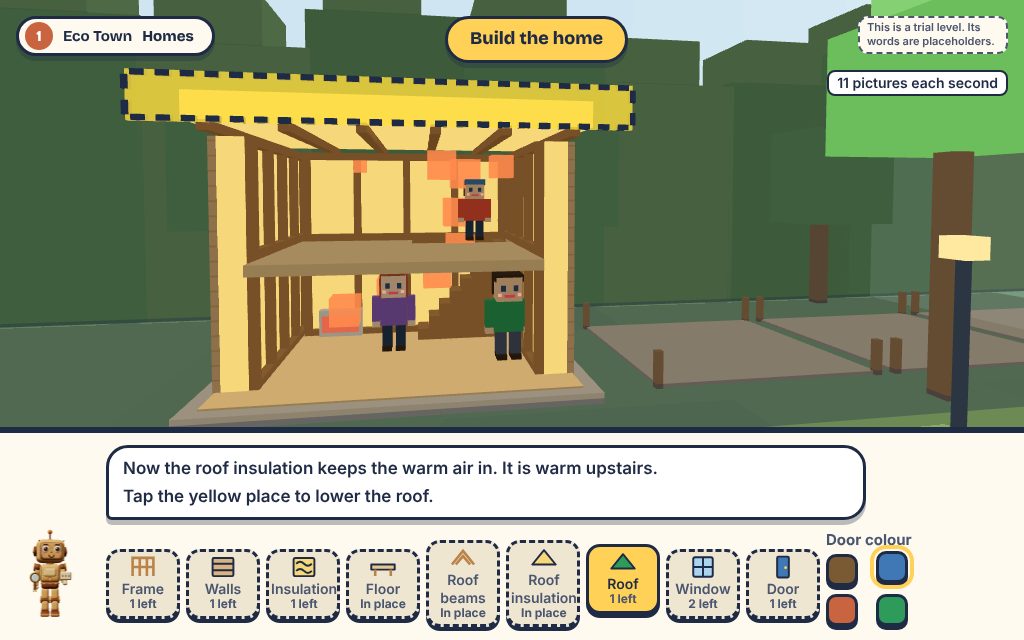 1 Eco Town Homes
Build the home
This is a trial level. Its
words are placeholders.
11 pictures each second
Now the roof insulation keeps the warm air in. It is warm upstairs.
Tap the yellow place to lower the roof.
Door colour
Frame
1 left
Walls
1 left
Insulation
1 left
Floor
In place
Roof
beams
In place
Roof
insulation
In place
Roof
1 left
Window
2 left
Door
1 left